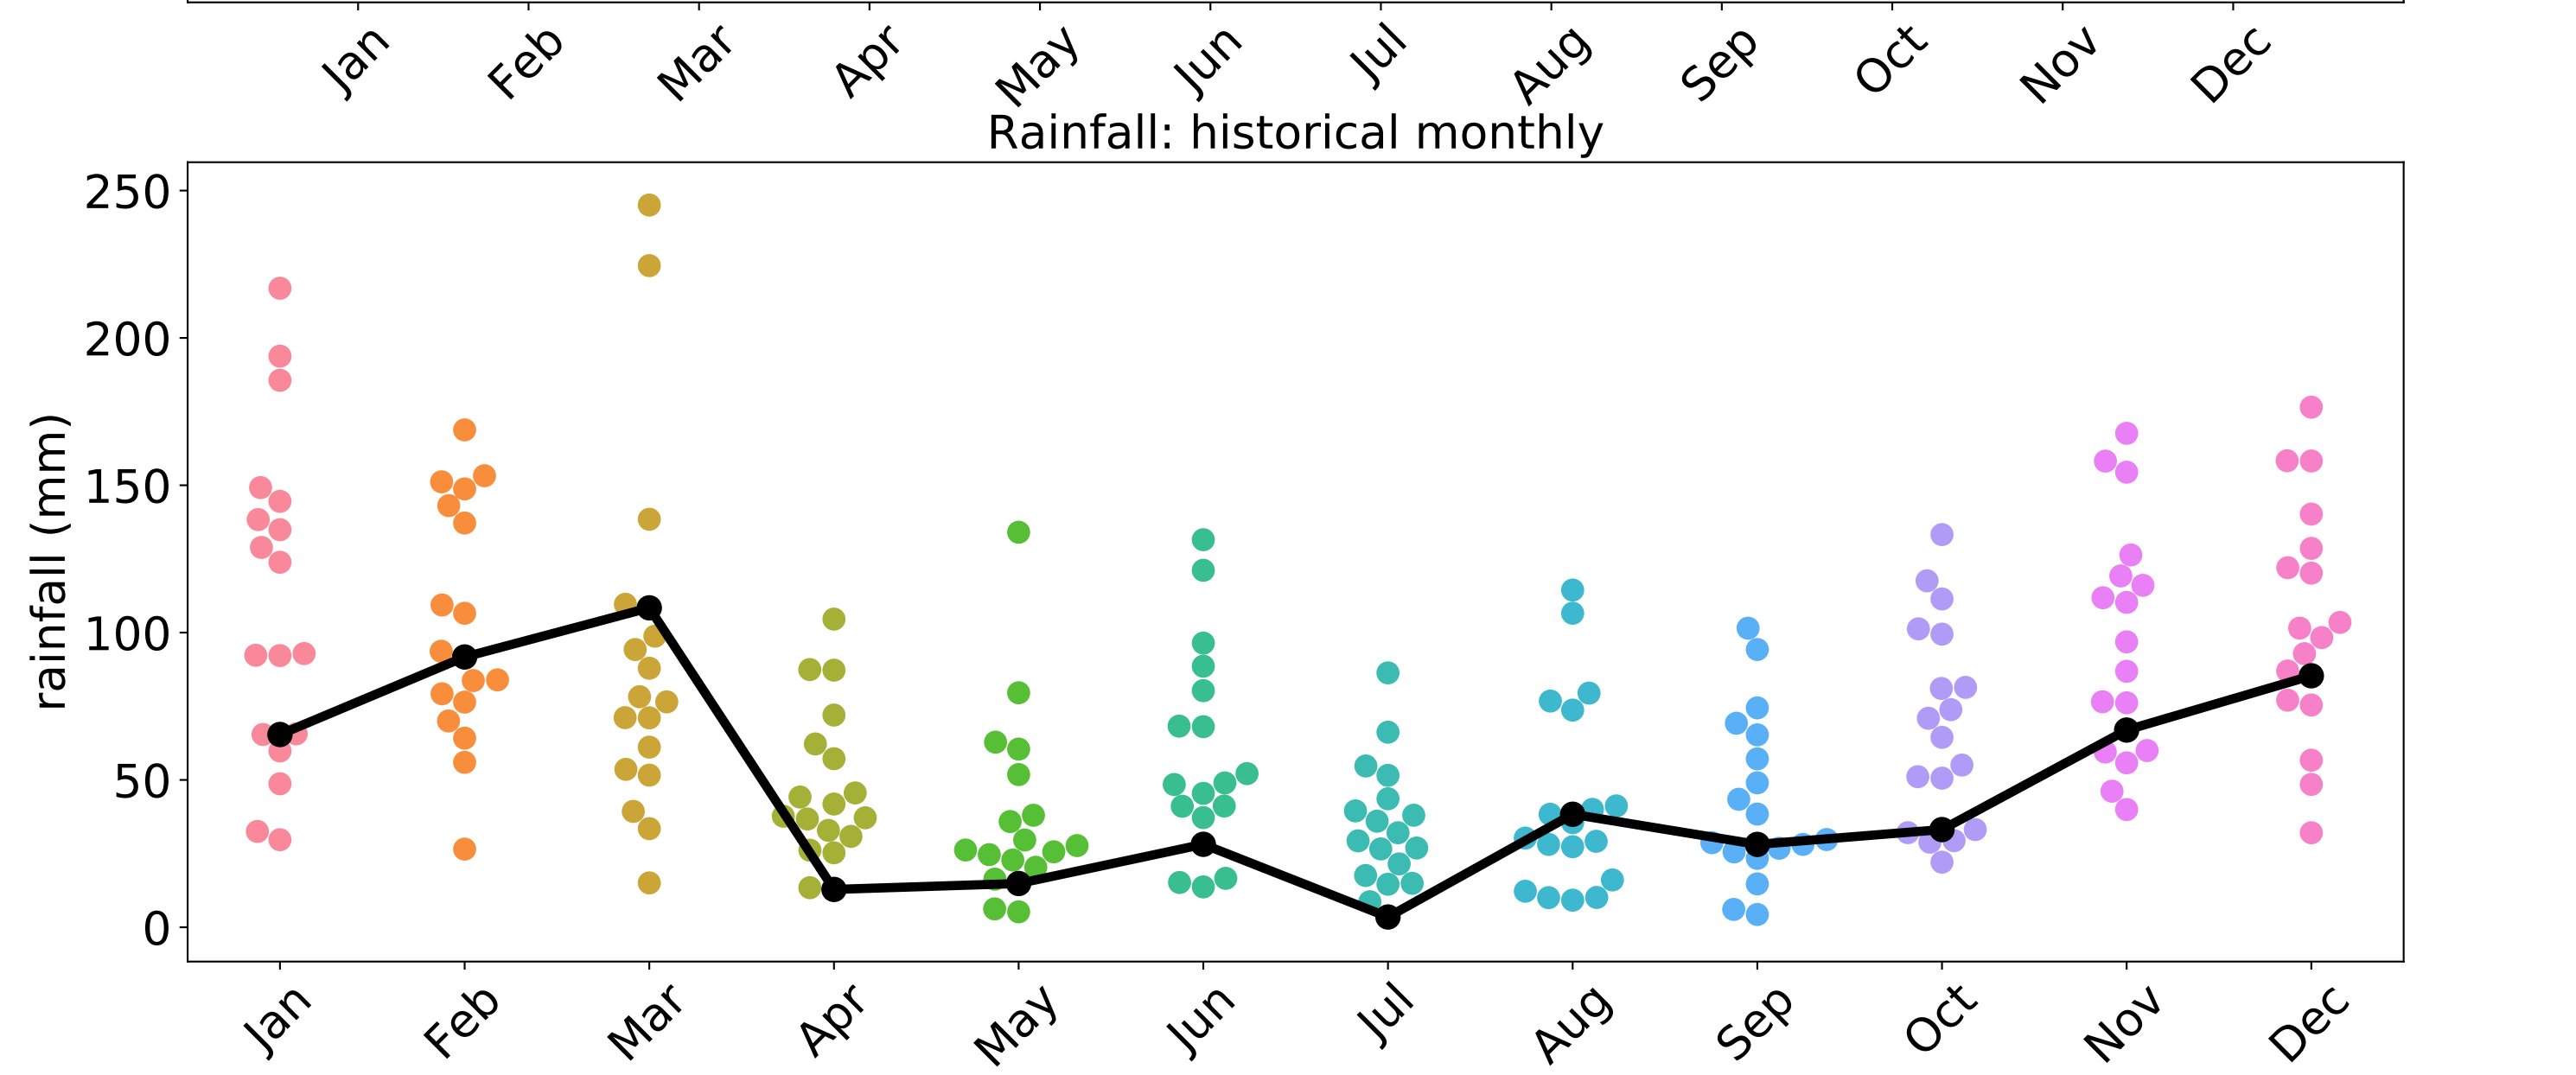 Jan Feb Mar Apr May Jun Jul Aug Sep Oct Nov Dec
Rainfall: historical monthly
rainfall (mm)
250
200
150
100
50
0
Jan Feb Mar Apr May Jun Jul Aug Sep Oct Nov Dec